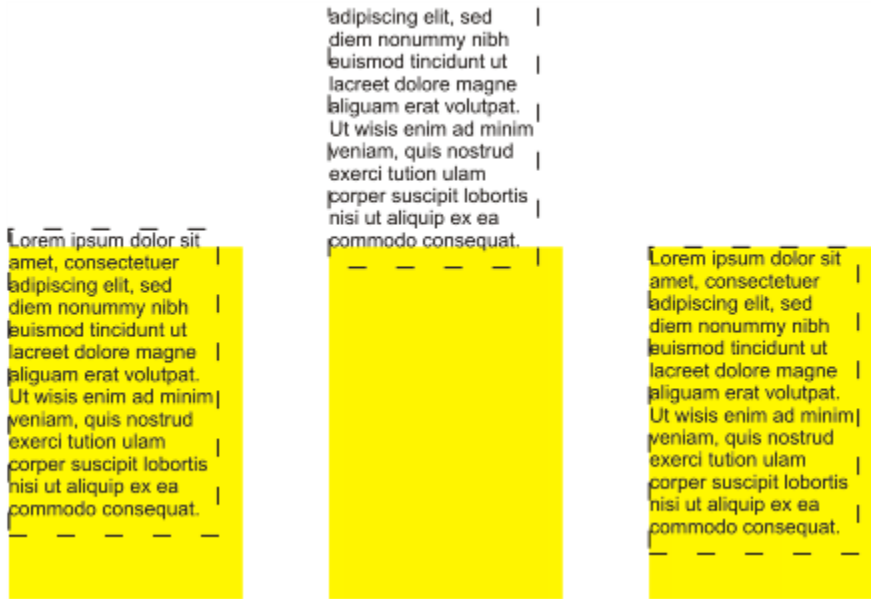 Lorem ipsum dolor sit
amet, consectetuer
adipiscing elit, sed
diem nonummy nibh
euismod tincidunt ut
lacreet dolore magne
aliguam erat volutpat.
Ut wisis enim ad minim
veniam, quis nostrud
exerci tution ulam
corper suscipit lobortis
nisi ut aliquip ex ea
commodo consequat.
adipiscing elit, sed
diem nonummy nibh
euismod tincidunt ut
lacreet dolore magne
aliguam erat volutpat.
Ut wisis enim ad minim
veniam, quis nostrud
exerci tution ulam
corper suscipit lobortis
nisi ut aliquip ex ea
commodo consequat.
Lorem ipsum dolor sit
amet, consectetuer
adipiscing elit, sed
diem nonummy nibh
euismod tincidunt ut
lacreet dolore magne
aliguam erat volutpat.
Ut wisis enim ad minim
veniam, quis nostrud
exerci tution ulam
corper suscipit lobortis
nisi ut aliquip ex ea
commodo consequat.